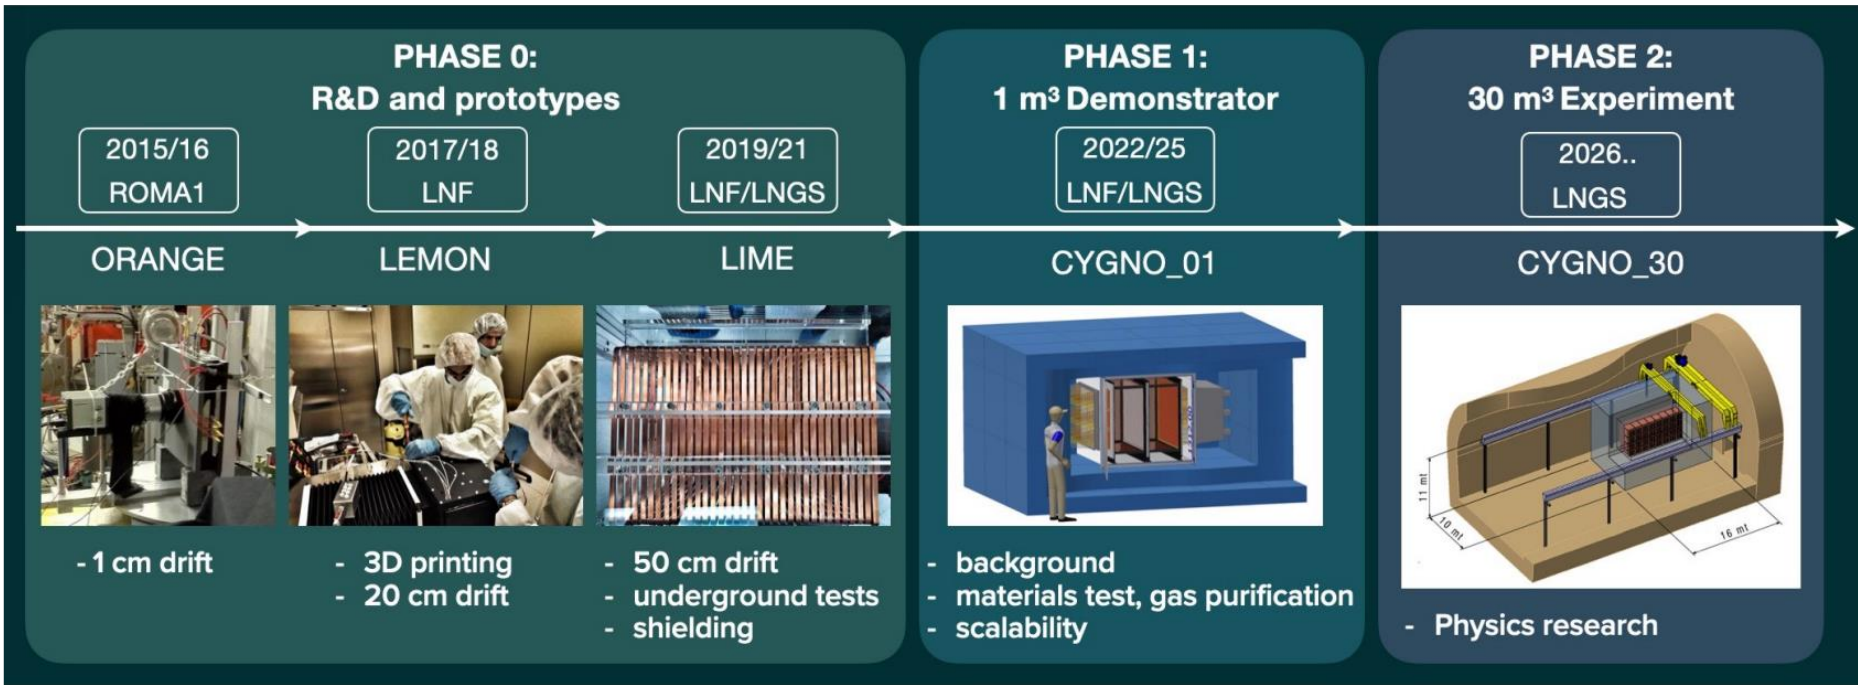 PHASE 0:
R&D and prototypes
2015/16
ROMA1
2017/18
LNF
2019/21
LNF/LNGS
ORANGE
LEMON
LIME
- 1 cm drift
- 3D printing
- 20 cm drift
- 50 cm drift
- underground tests
- shielding
PHASE 1:
1 m³ Demonstrator
2022/25
LNF/LNGS
CYGNO_01
- background
- materials test, gas purification
- scalability
PHASE 2:
30 m³ Experiment
2026..
LNGS
CYGNO_30
11 mt
10 mt
16 mt
- Physics research